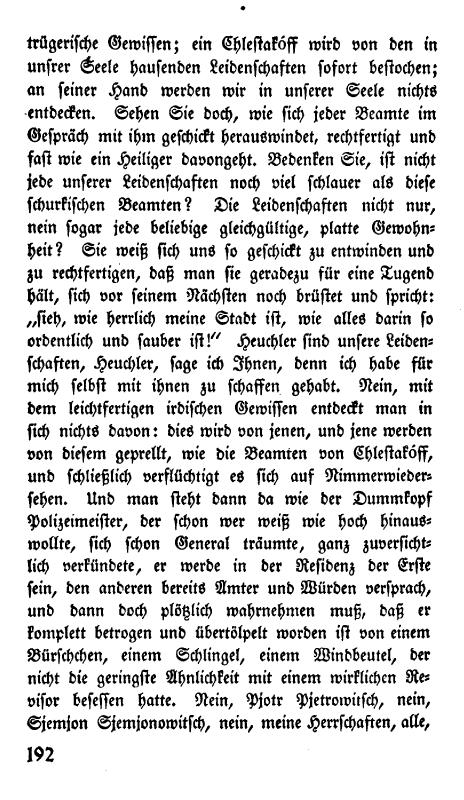 trügerische Gewissen; ein Chlestakóff wird von den in
unsrer Seele hausenden Leidenschaften sofort bestochen;
an seiner Hand werden wir in unserer Seele nichts
entdecken. Sehen Sie doch, wie sich jeder Beamte im
Gespräch mit ihm geschickt herauswindet, rechtfertigt und
fast wie ein Heiliger davongeht. Bedenken Sie, ist nicht
jede unserer Leidenschaften noch viel schlauer als diese
schurkischen Beamten? Die Leidenschaften nicht nur,
nein sogar jede beliebige gleichgültige, platte Gewohn-
heit? Sie weiß sich uns so geschickt zu entwinden und
zu rechtfertigen, daß man sie geradezu für eine Tugend
hält, sich vor seinem Nächsten noch brüstet und spricht:
„sieh, wie herrlich meine Stadt ist, wie alles darin so
ordentlich und sauber ist!" Heuchler sind unsere Leiden-
schaften, Heuchler, sage ich Ihnen, denn ich habe für
mich selbst mit ihnen zu schaffen gehabt. Nein, mit
dem leichtfertigen irdischen Gewissen entdeckt man in
sich nichts davon: dies wird von jenen, und jene werden
von diesem geprellt, wie die Beamten von Chlestakóff,
und schließlich verflüchtigt es sich auf Nimmerwieder-
sehen. Und man steht dann da wie der Dummkopf
Polizeimeister, der schon wer weiß wie hoch hinaus-
wollte, sich schon General träumte, ganz zuversicht-
lich verkündete, er werde in der Residenz der Erste
sein, den anderen bereits Ämter und Würden versprach,
und dann doch plötzlich wahrnehmen muß, daß er
komplett betrogen und übertölpelt worden ist von einem
Bürschchen, einem Schlingel, einem Windbeutel, der
nicht die geringste Ähnlichkeit mit einem wirklichen Re-
visor besessen hatte. Nein, Pjotr Pjetrowitsch, nein,
Sjemjon Sjemjonowitsch, nein, meine Herrschaften, alle,
192